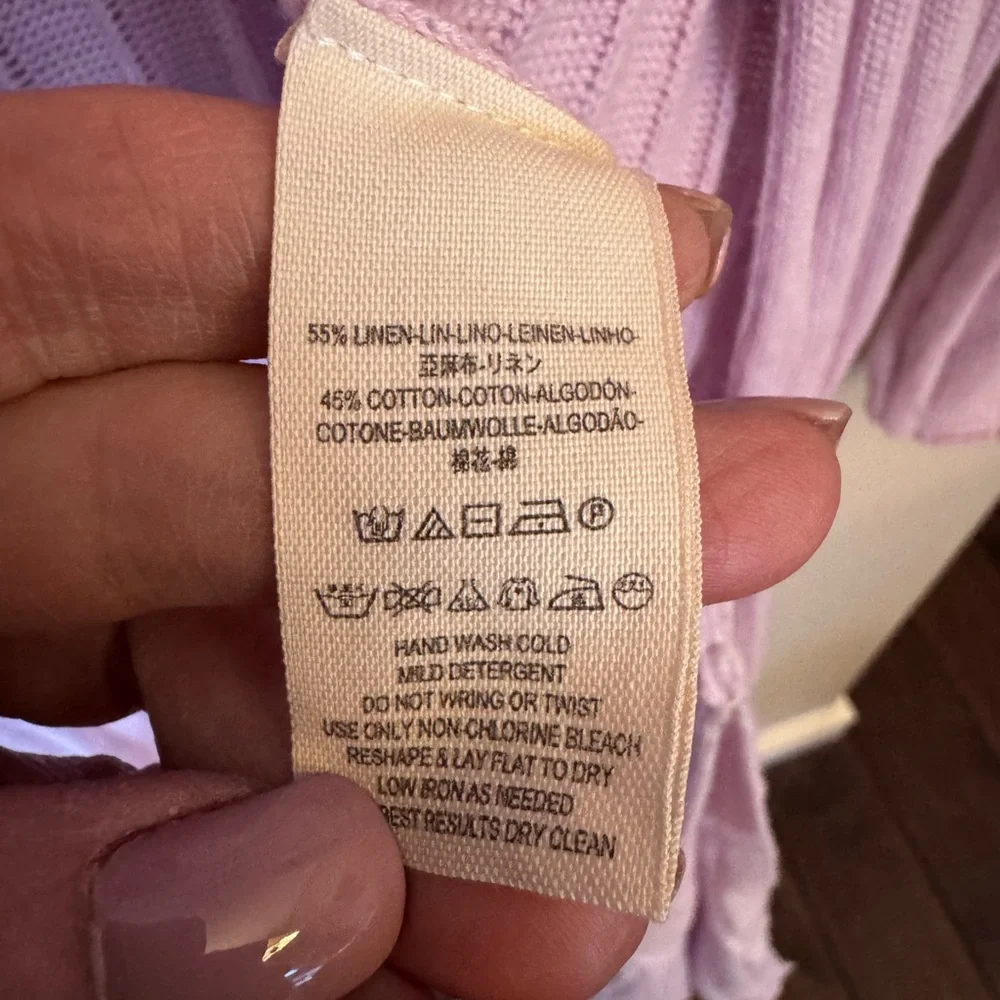 55% LINEN-LIN-LINO-LEINEN-LINHO-
亞麻布-リネン
45% COTTON-COTON-ALGODÓN-
COTONE-BAUMWOLLE-ALGODÃO-
棉花-綿
P
HAND WASH COLD
MILD DETERGENT
DO NOT WRING OR TWIST
USE ONLY NON-CHLORINE BLEACH
RESHAPE & LAY FLAT TO DRY
LOW IRON AS NEEDED
BEST RESULTS DRY CLEAN